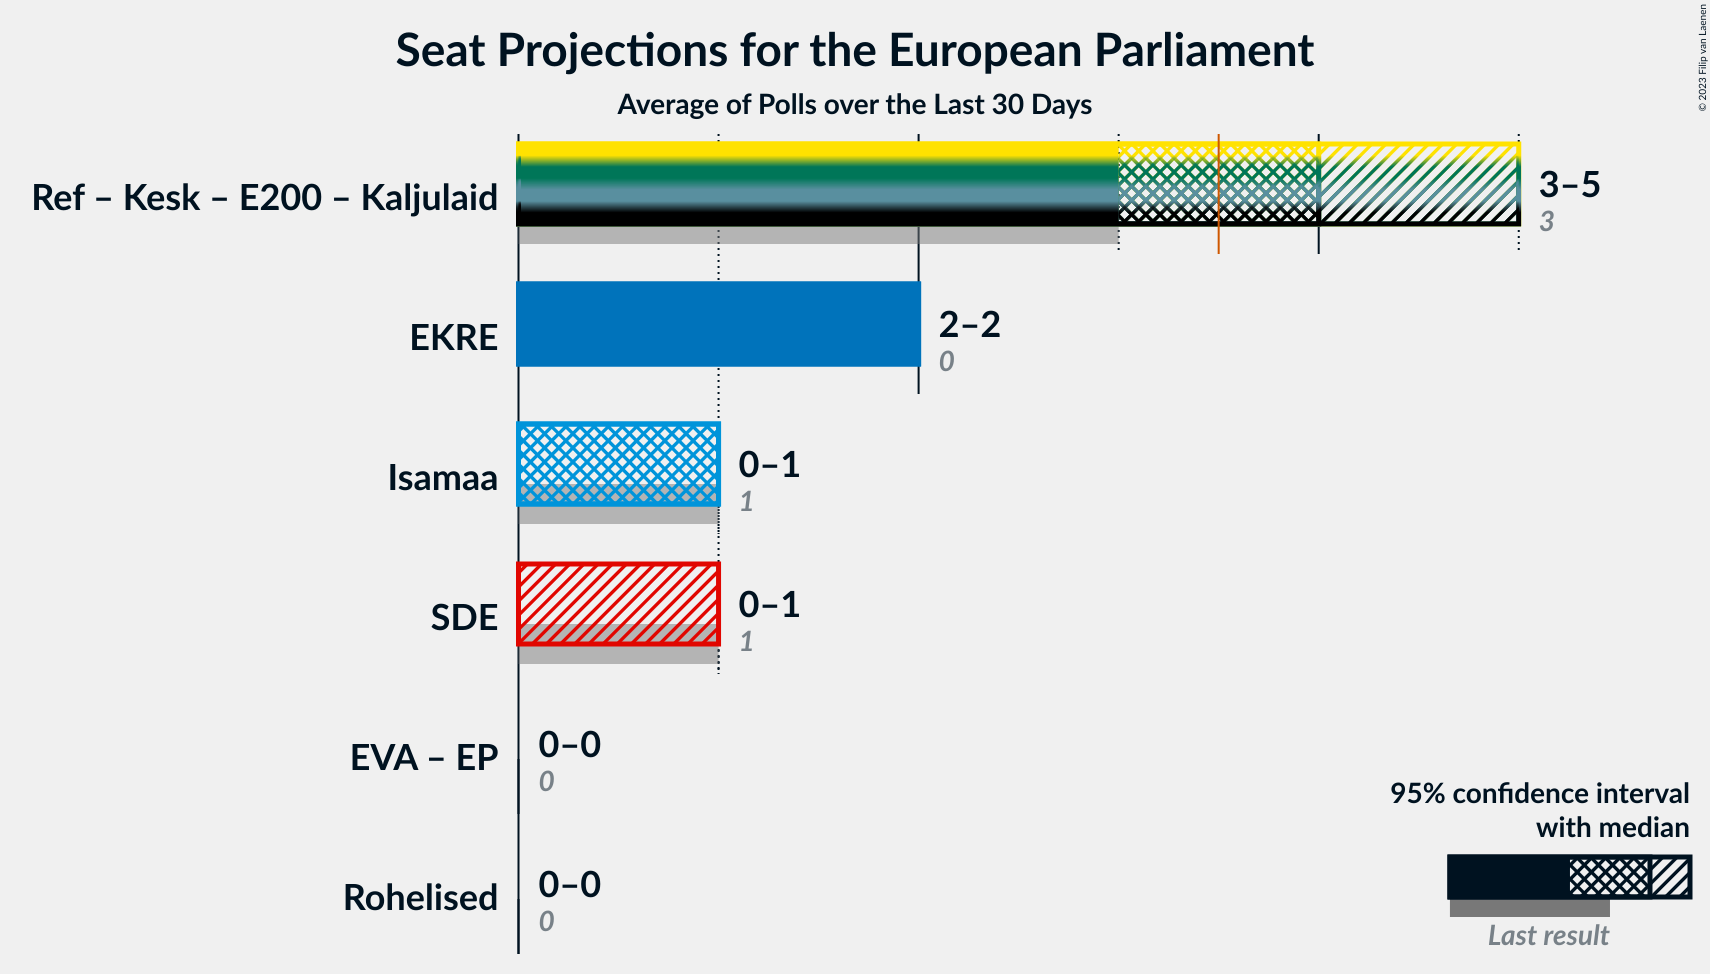 Seat Projections for the European Parliament
Average of Polls over the Last 30 Days
© 2023 Filip van Laenen
Ref – Kesk – E200 – Kaljulaid
3–5
3
EKRE
2–2
0
Isamaa
0–1
1
SDE
0–1
1
EVA – EP
0–0
0
Rohelised
0–0
0
95% confidence interval
with median
Last result